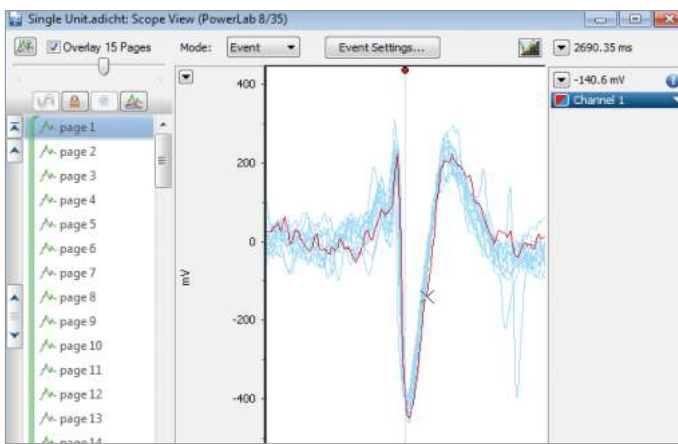 Single Unit.adicht: Scope View (PowerLab 8/35)
Overlay 15 Pages
Mode:
Event
Event Settings...
2690.35 ms
-140.6 mV
Channel 1
page 1
page 2
page 3
page 4
page 5
page 6
page 7
page 8
page 9
page 10
page 11
page 12
page 13
page 14
mV
400
200
0
-200
-400